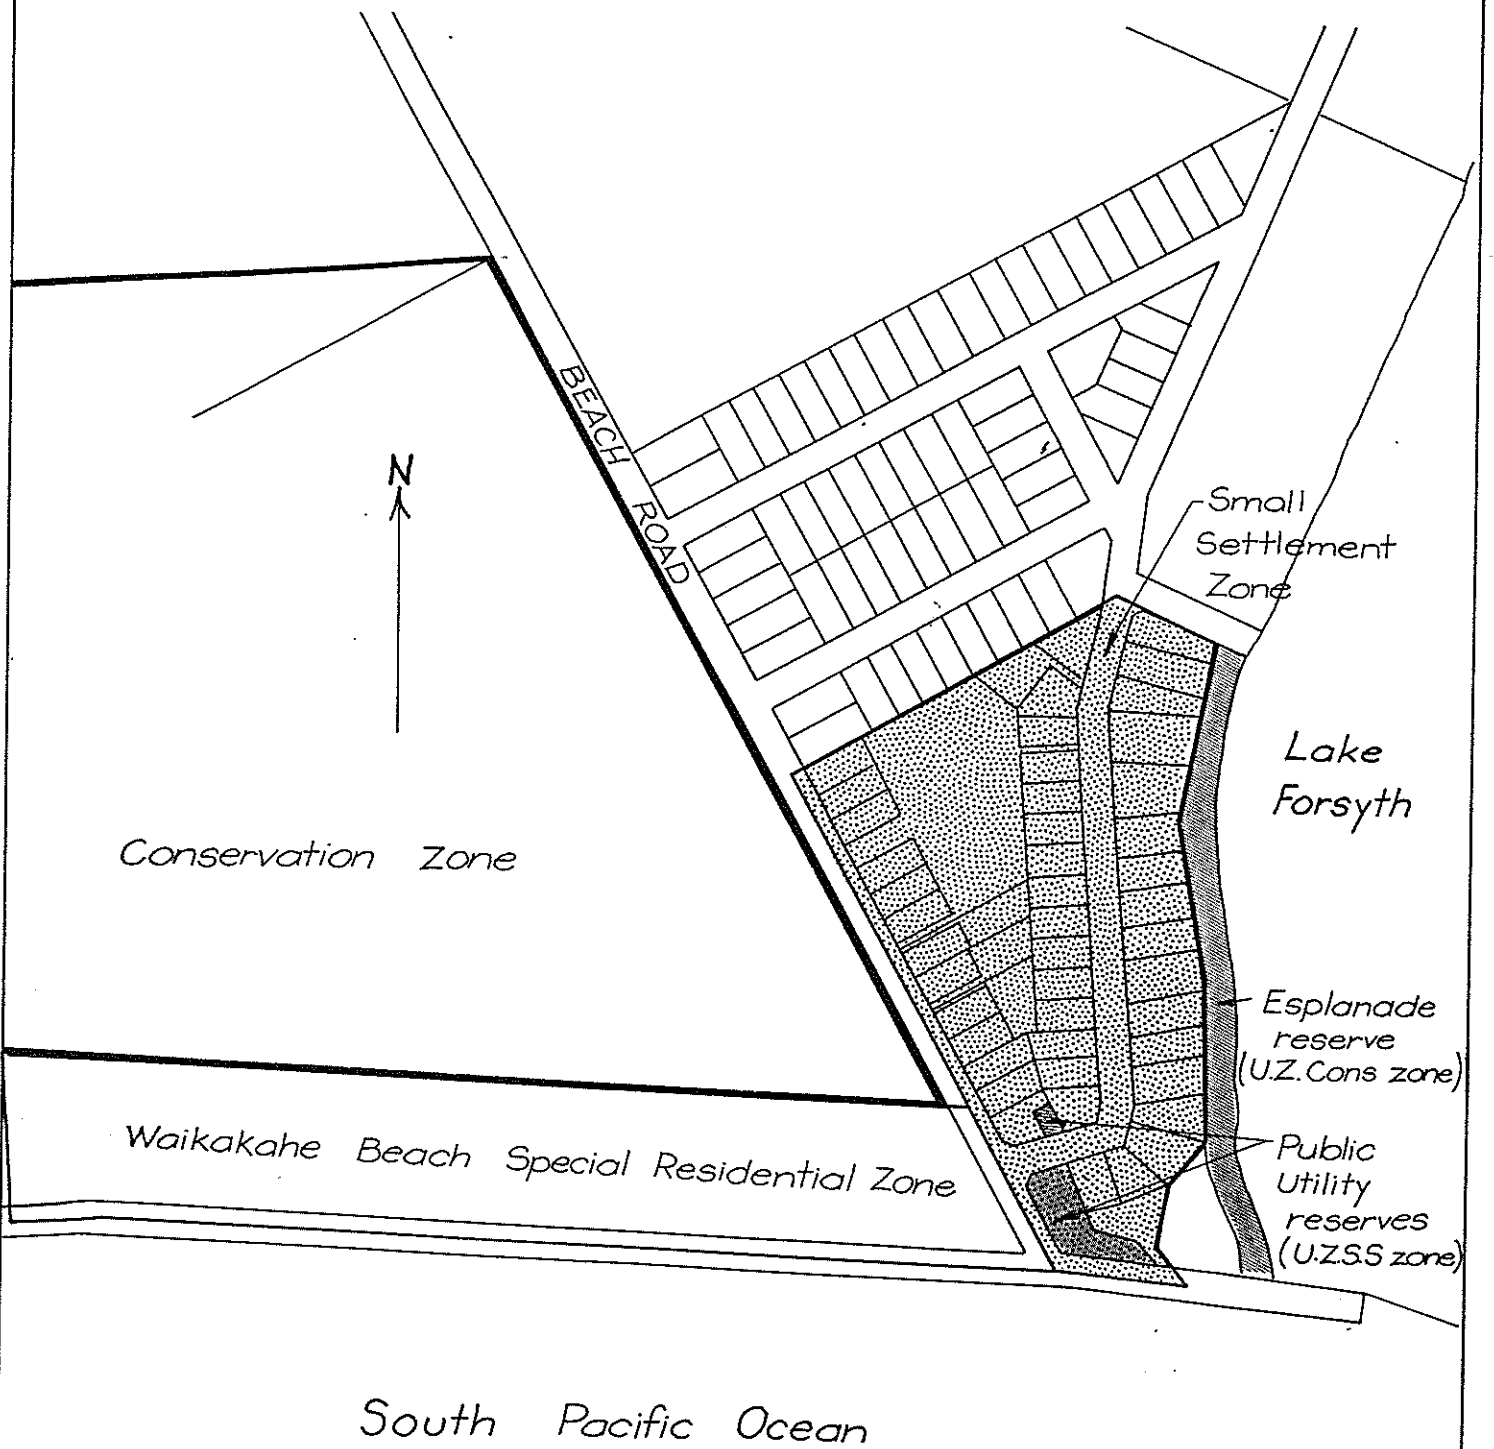 BEACH ROAD
N
Small
Settlement
Zone
Lake
Forsyth
Conservation Zone
Esplanade
reserve
(U.Z.Cons zone)
Waikakahe Beach Special Residential Zone
Public
Utility
reserves
(U.Z.S.S zone)
South Pacific Ocean